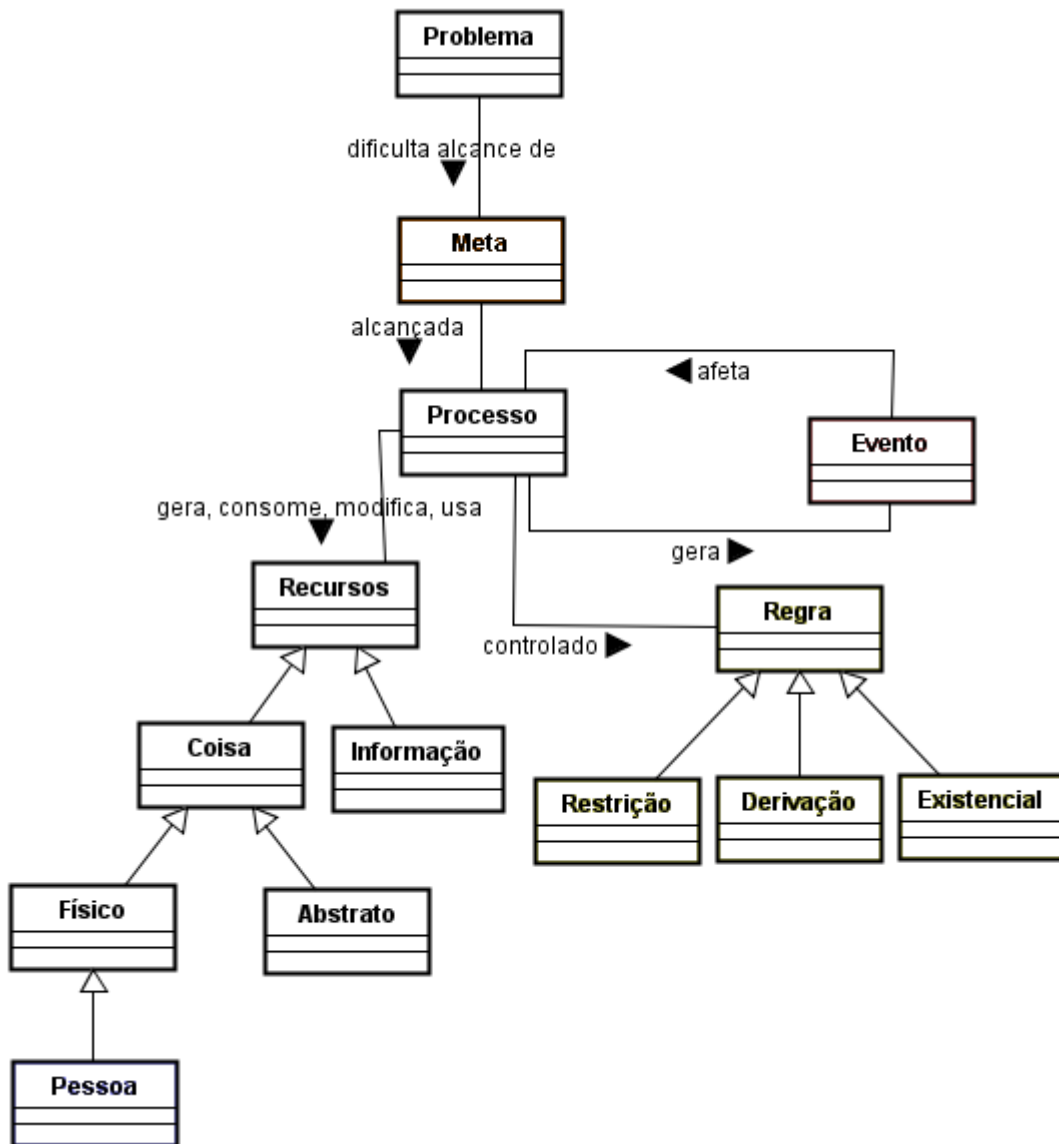 Problema
dificulta alcance de
Meta
alcançada
Processo
afeta
Evento
gera, consome, modifica, usa
gera
Recursos
Regra
controlado
Coisa
Informação
Restrição
Derivação
Existencial
Físico
Abstrato
Pessoa